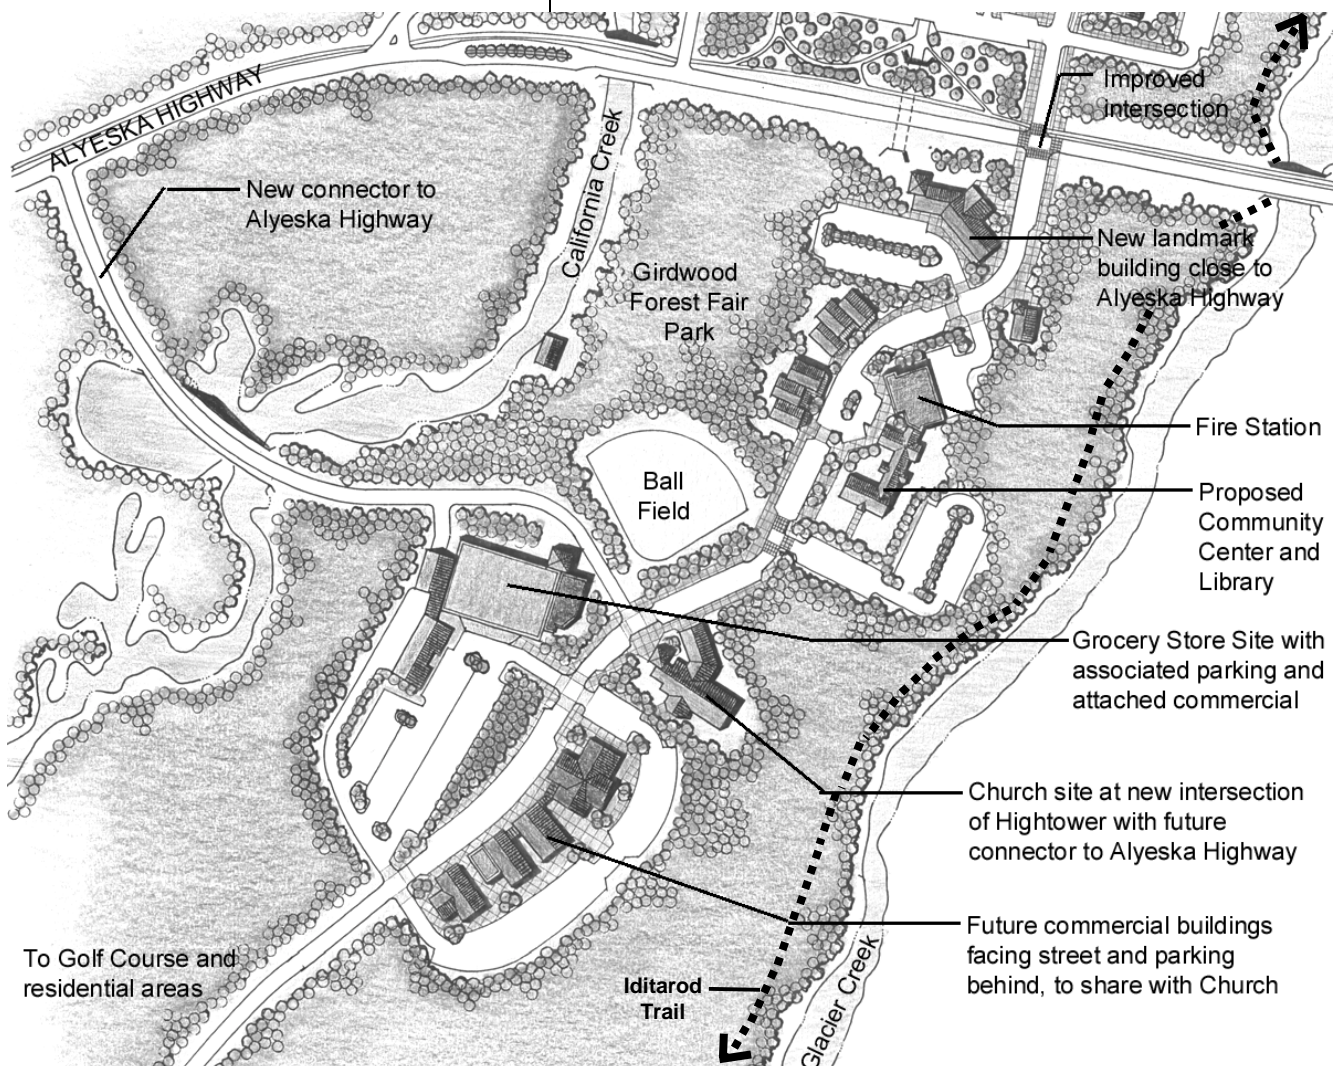 ALYESKA HIGHWAY
Improved
intersection
New connector to
Alyeska Highway
California Creek
Girdwood
Forest Fair
Park
New landmark
building close to
Alyeska Highway
Fire Station
Ball
Field
Proposed
Community
Center and
Library
Grocery Store Site with
associated parking and
attached commercial
Church site at new intersection
of Hightower with future
connector to Alyeska Highway
Future commercial buildings
facing street and parking
behind, to share with Church
To Golf Course and
residential areas
Iditarod
Trail
Glacier Creek